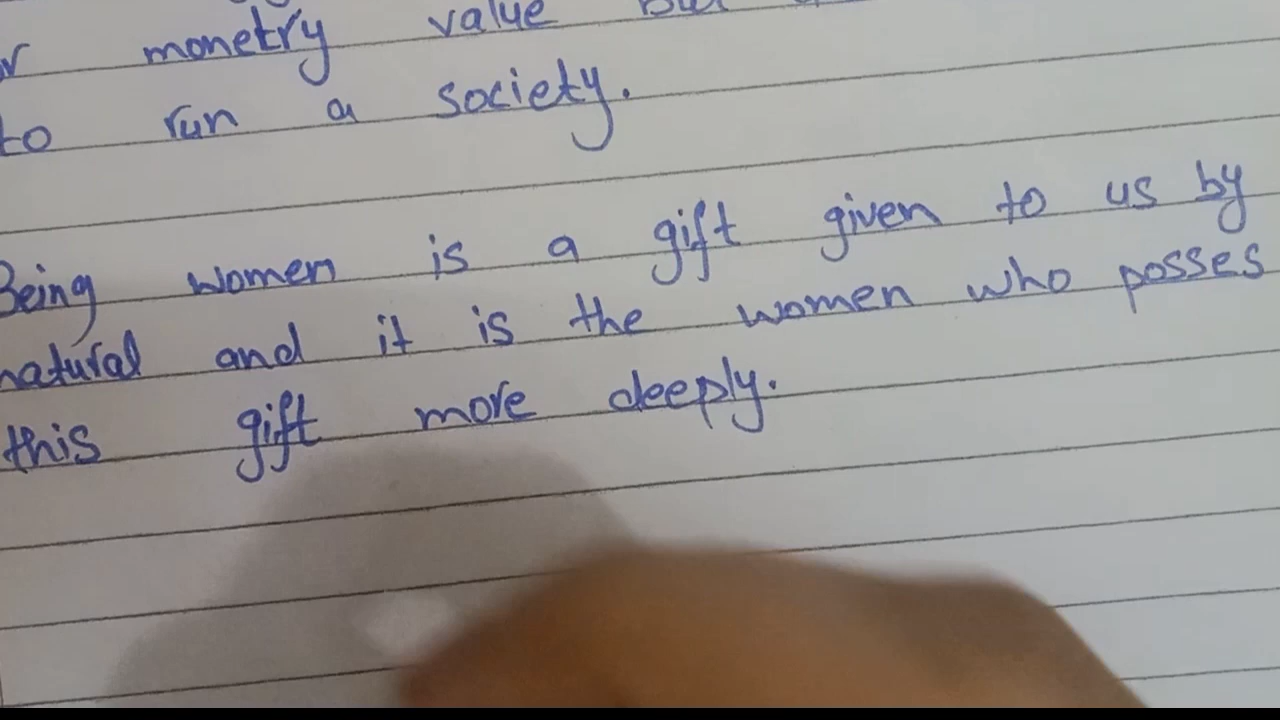 monetry value but
to run a society.
Being women is a gift given to us by
natural and it is the women who posses
this gift more deeply.